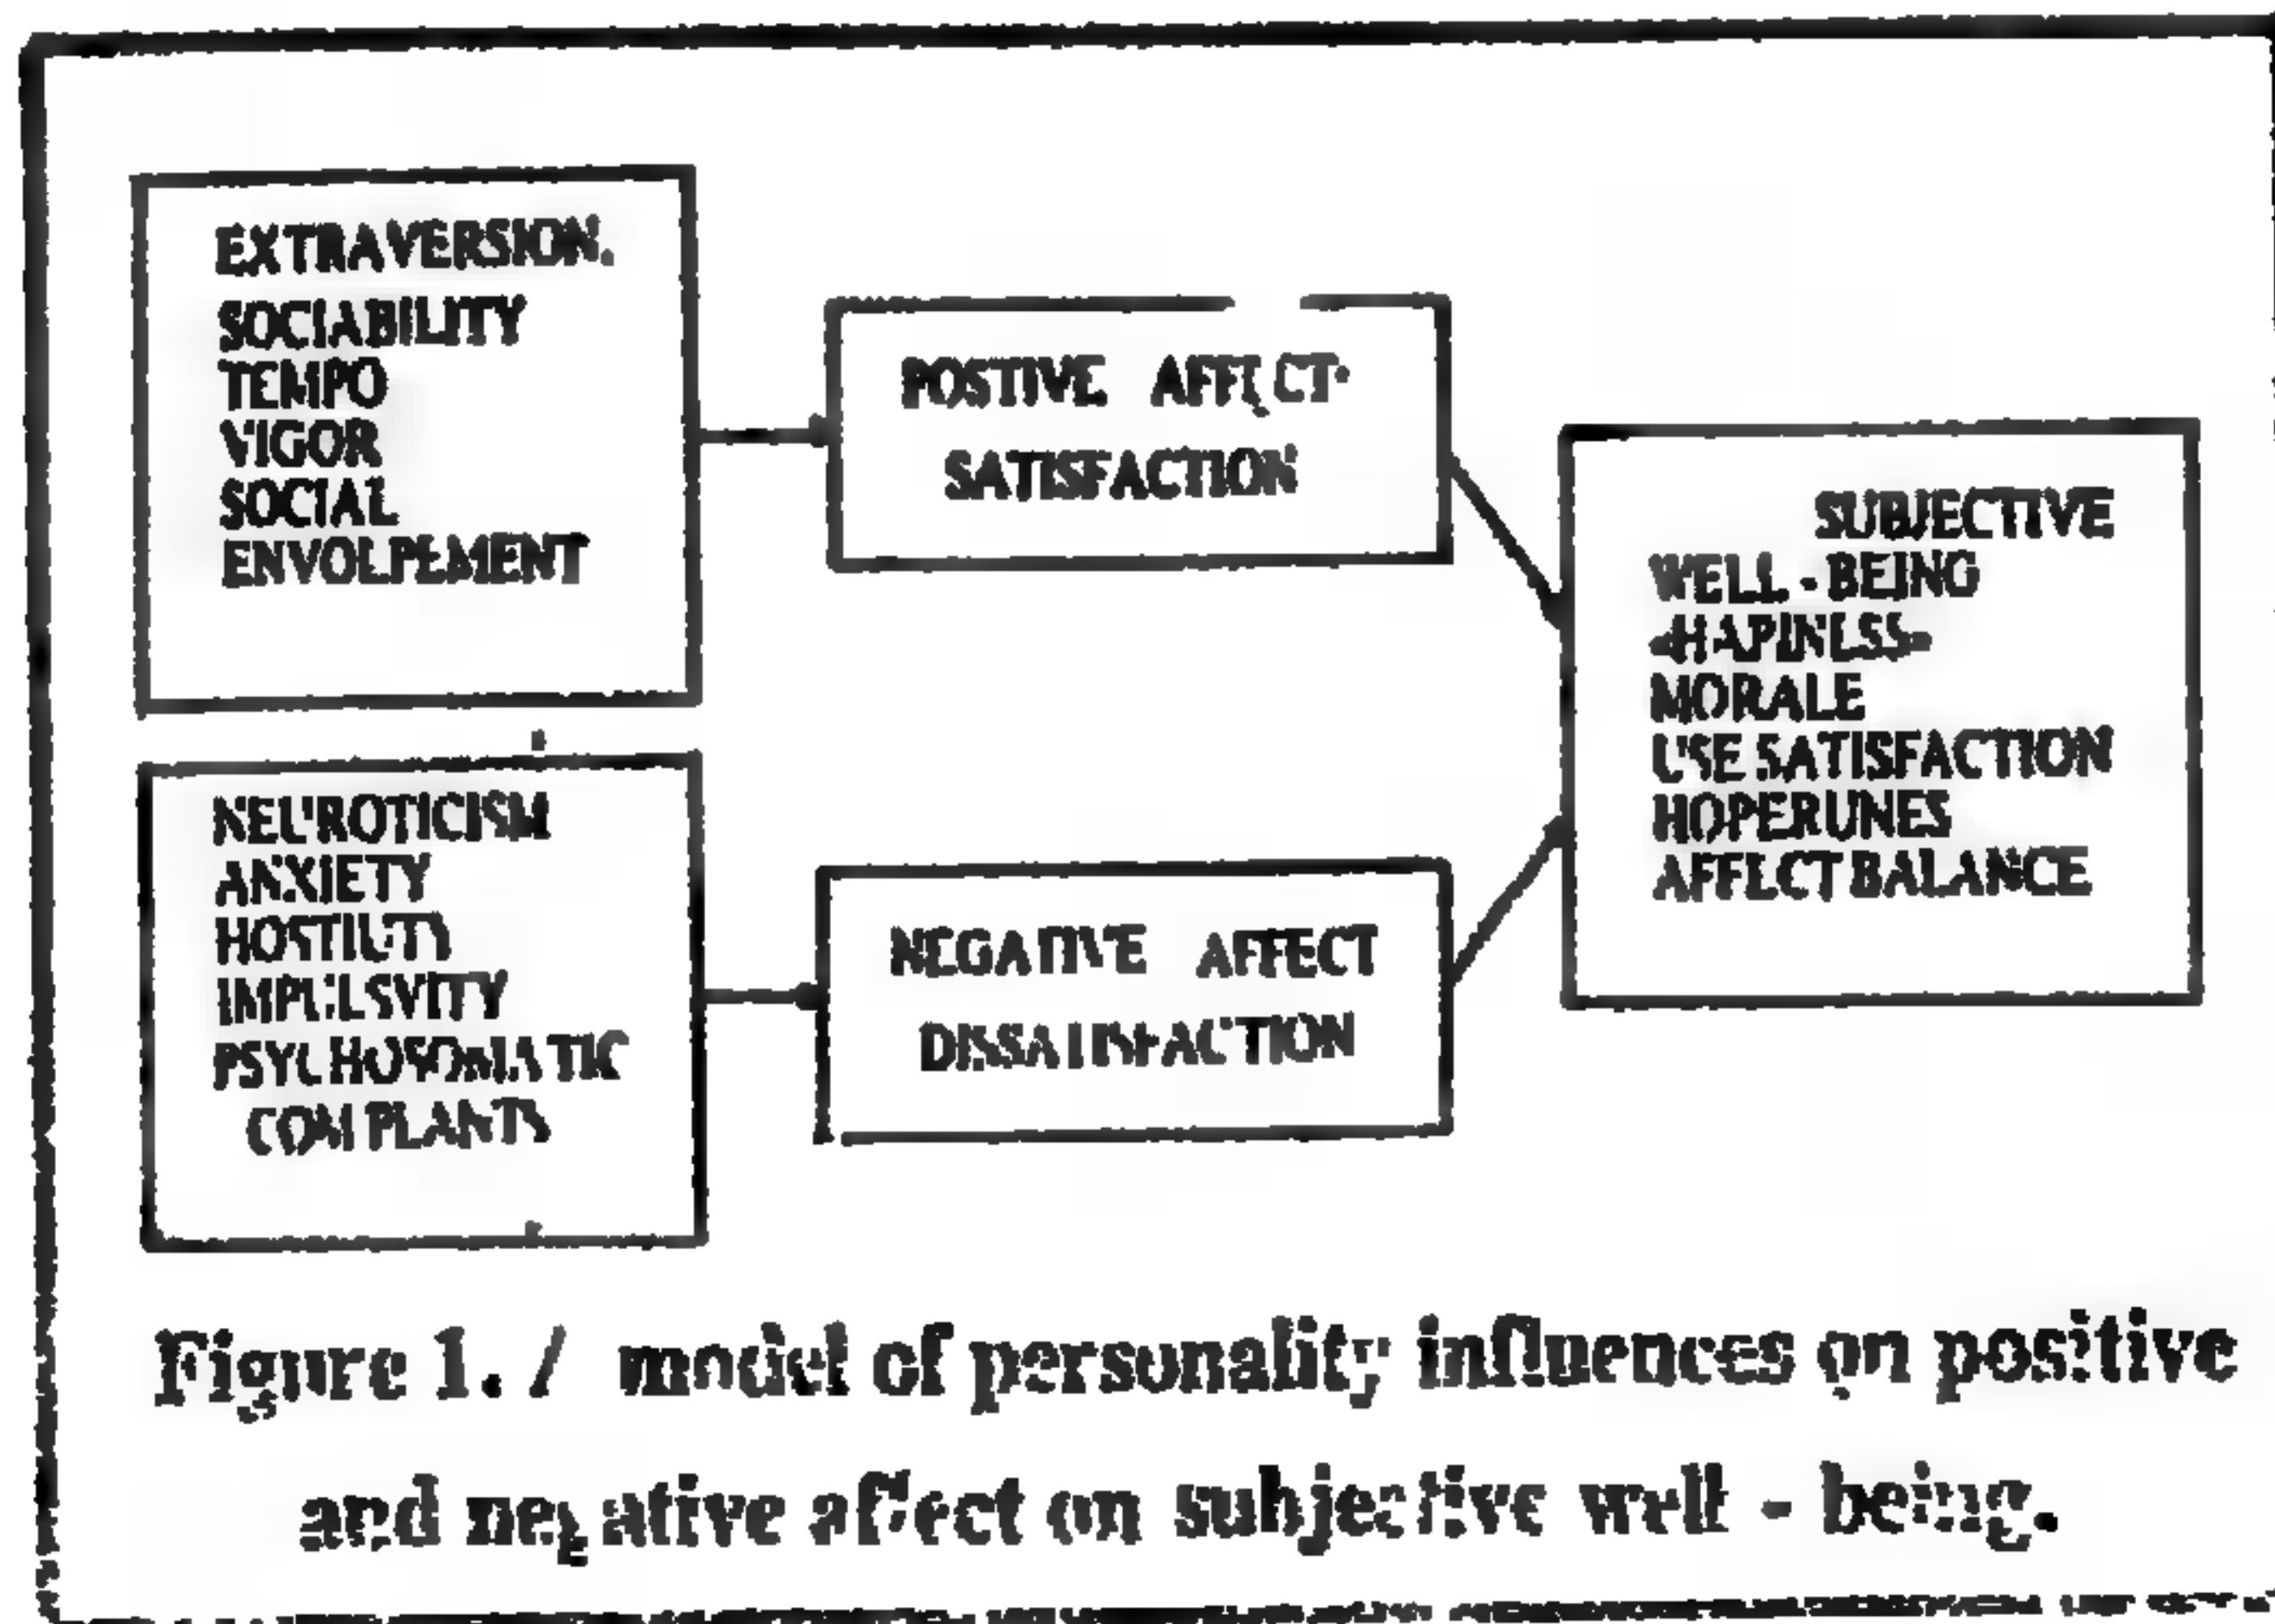 EXTRAVERSION.
SOCIABILITY
TEMPO
VIGOR
SOCIAL
ENVOLPEMENT
POSTIVE AFFECT
SATISFACTION
SUBJECTIVE
WELL - BEING
-HAPINESS-
MORALE
USE SATISFACTION
HOPERUNES
AFFECT BALANCE
NEUROTICISM
ANXIETY
HOSTILITY
IMPULSVITY
PSYCHOSOMATIC
COMPLANTS
NEGATIVE AFFECT
DISSATISFACTION
Figure 1. / model of personality influences on positive
and negative affect on subjective well - being.